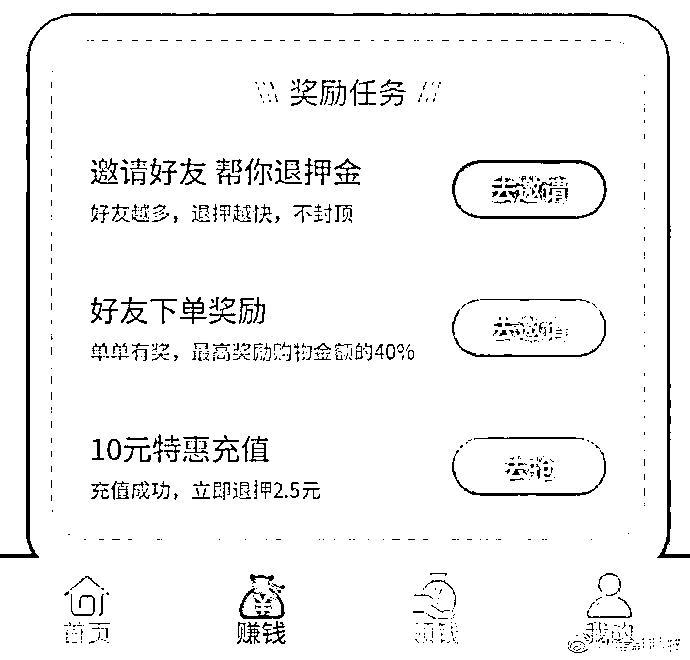 奖励任务
邀请好友 帮你退押金
好友越多，退押越快，不封顶
去邀请
好友下单奖励
单单有奖，最高奖励购物金额的40%
去邀请
10元特惠充值
充值成功，立即退押2.5元
去抢
首页
赚钱
领钱
我的